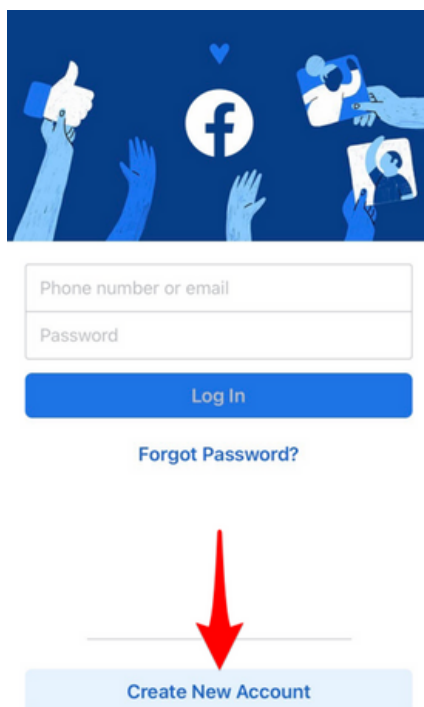 f
Phone number or email
Password
Log In
Forgot Password?
Create New Account